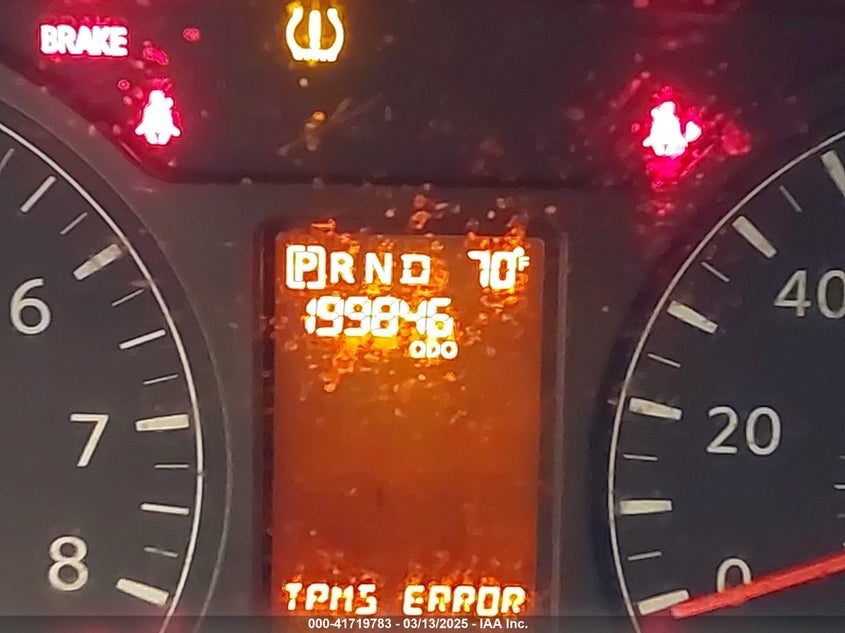 BRAKE
P R N D 70°F
199846
ODO
6
7
8
40
20
0
TPMS ERROR
000-41719783 - 03/13/2025 - IAA Inc.